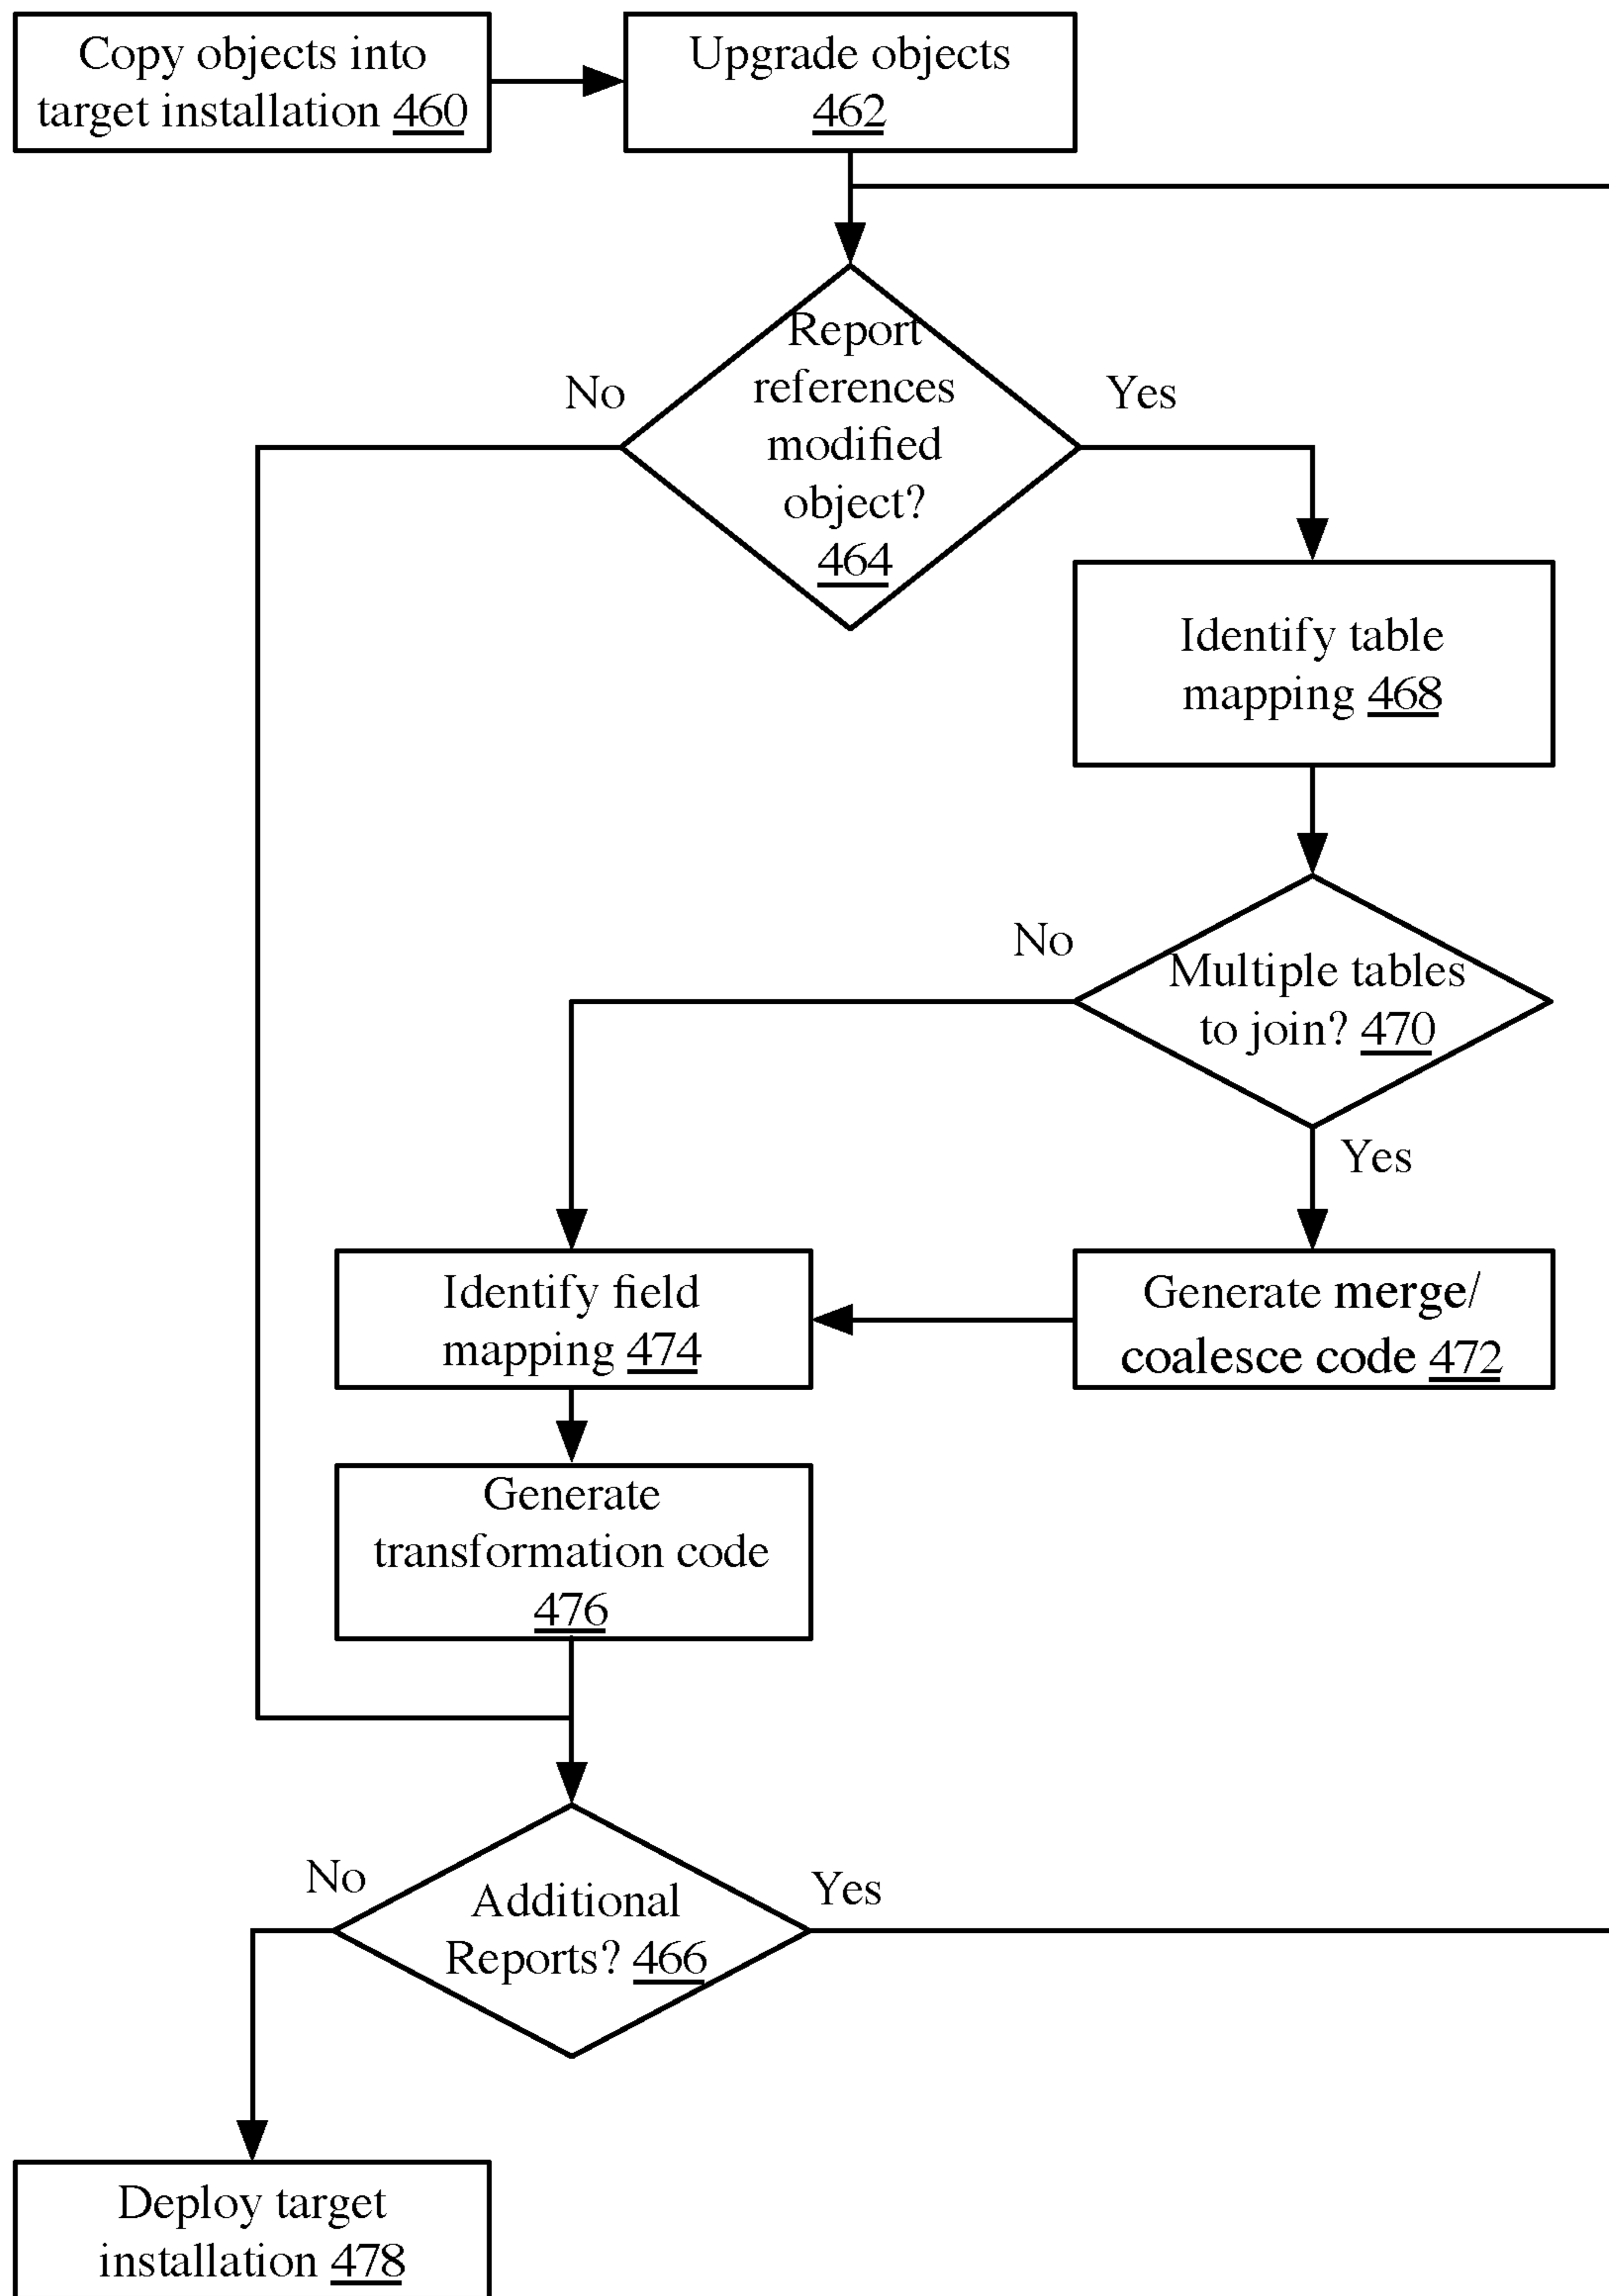 Copy objects into
target installation 460
Upgrade objects
462
Report
references
modified
object?
464
No
Yes
Identify table
mapping 468
No
Multiple tables
to join? 470
Yes
Identify field
mapping 474
Generate merge/
coalesce code 472
Generate
transformation code
476
No
Yes
Additional
Reports? 466
Deploy target
installation 478